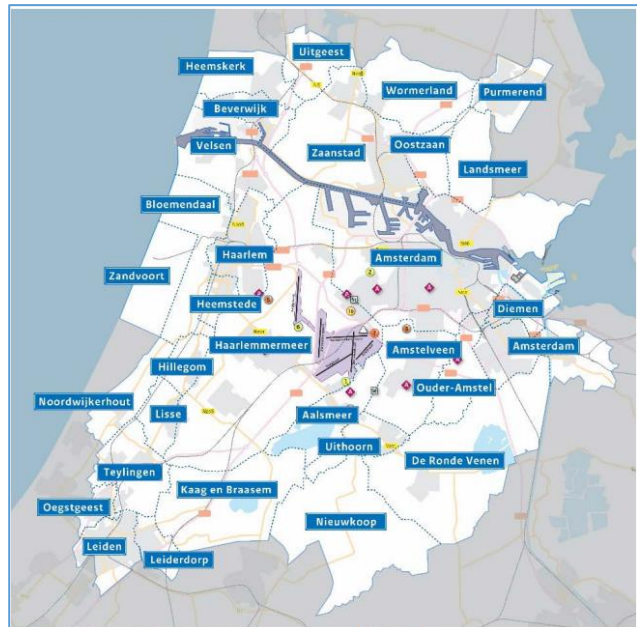 Uitgeest
Heemskerk
Wormerland
Purmerend
Beverwijk
Velsen
Zaanstad
Oostzaan
Landsmeer
Bloemendaal
Haarlem
Amsterdam
Zandvoort
Heemstede
Diemen
Haarlemmermeer
Amstelveen
Amsterdam
Hillegom
Ouder-Amstel
Noordwijkerhout
Lisse
Aalsmeer
Uithoorn
De Ronde Venen
Teylingen
Kaag en Braasem
Oegstgeest
Nieuwkoop
Leiden
Leiderdorp